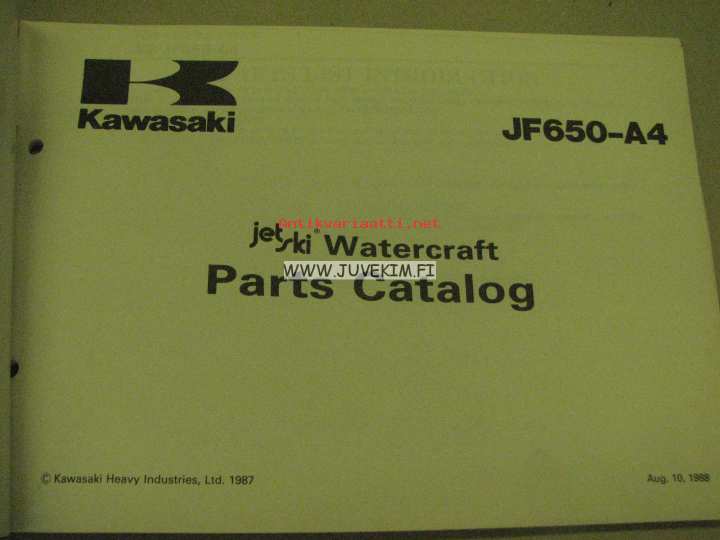 Kawasaki
JF650-A4
Antikvariaatti.net
jet ski® Watercraft
WWW.JUVEKIM.FI
Parts Catalog
© Kawasaki Heavy Industries, Ltd. 1987
Aug. 10, 1988